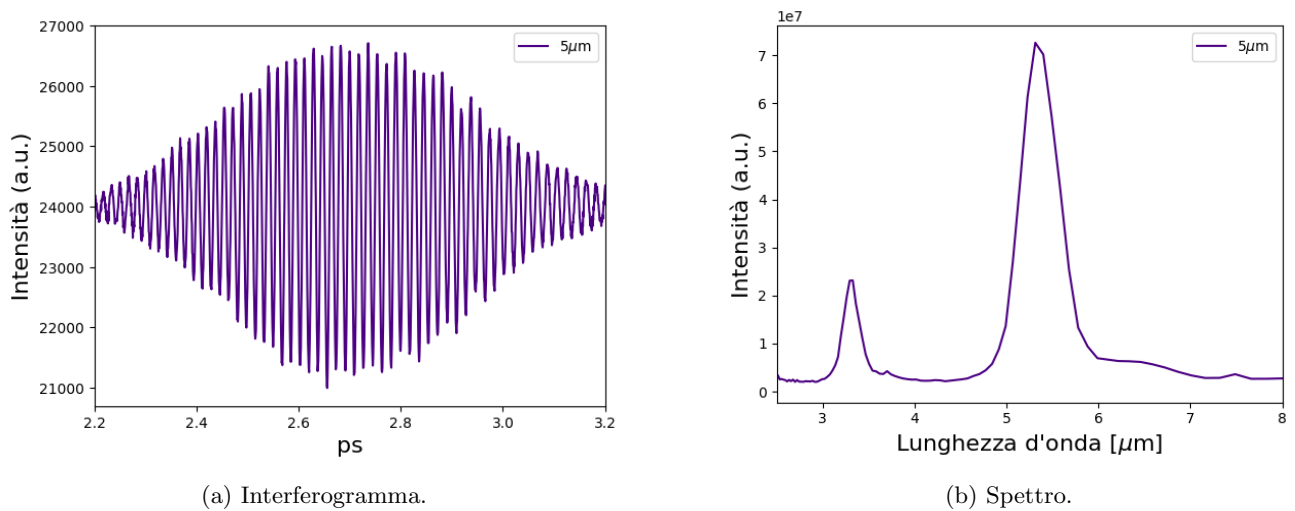 27000
26000
25000
24000
23000
22000
21000
Intensità (a.u.)
5μm
2.2 2.4 2.6 2.8 3.0 3.2
ps
(a) Interferogramma.
1e7
7
6
5
4
3
2
1
0
Intensità (a.u.)
5μm
3 4 5 6 7 8
Lunghezza d'onda [μm]
(b) Spettro.